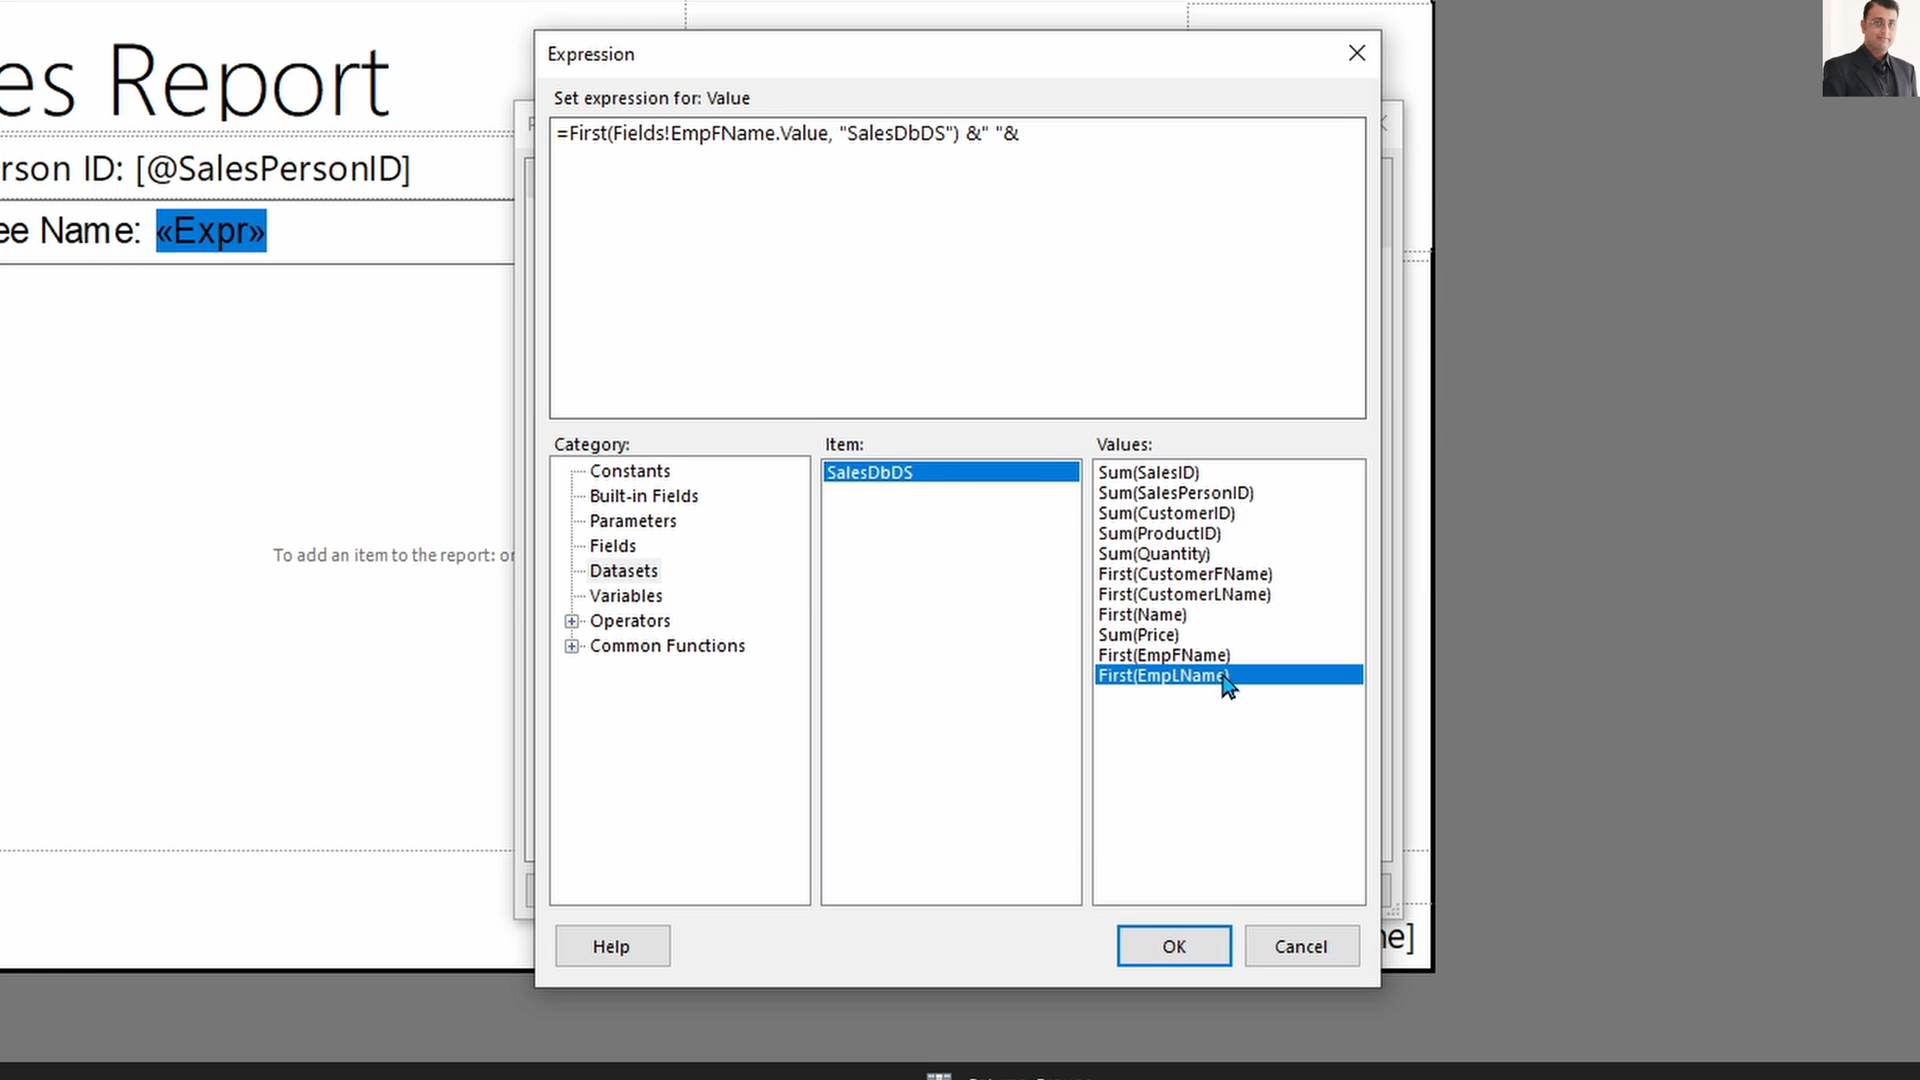 es Report
rson ID: [@SalesPersonID]
ee Name: «Expr»
To add an item to the report: or
Expression
Set expression for: Value
=First(Fields!EmpFName.Value, "SalesDbDS") &" "&
Category:
Constants
Built-in Fields
Parameters
Fields
Datasets
Variables
Operators
Common Functions
Item:
SalesDbDS
Values:
Sum(SalesID)
Sum(SalesPersonID)
Sum(CustomerID)
Sum(ProductID)
Sum(Quantity)
First(CustomerFName)
First(CustomerLName)
First(Name)
Sum(Price)
First(EmpFName)
First(EmpLName)
Help
OK
Cancel
ne]